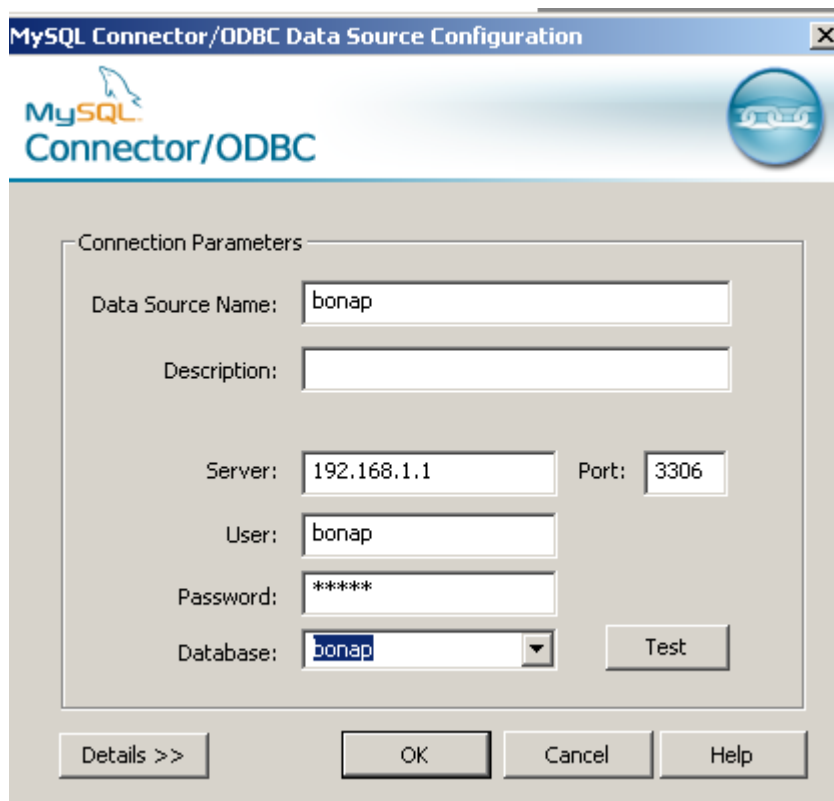 MySQL Connector/ODBC Data Source Configuration
MySQL
Connector/ODBC
Connection Parameters
Data Source Name: bonap
Description:
Server: 192.168.1.1 Port: 3306
User: bonap
Password: *****
Database: bonap Test
Details >> OK Cancel Help